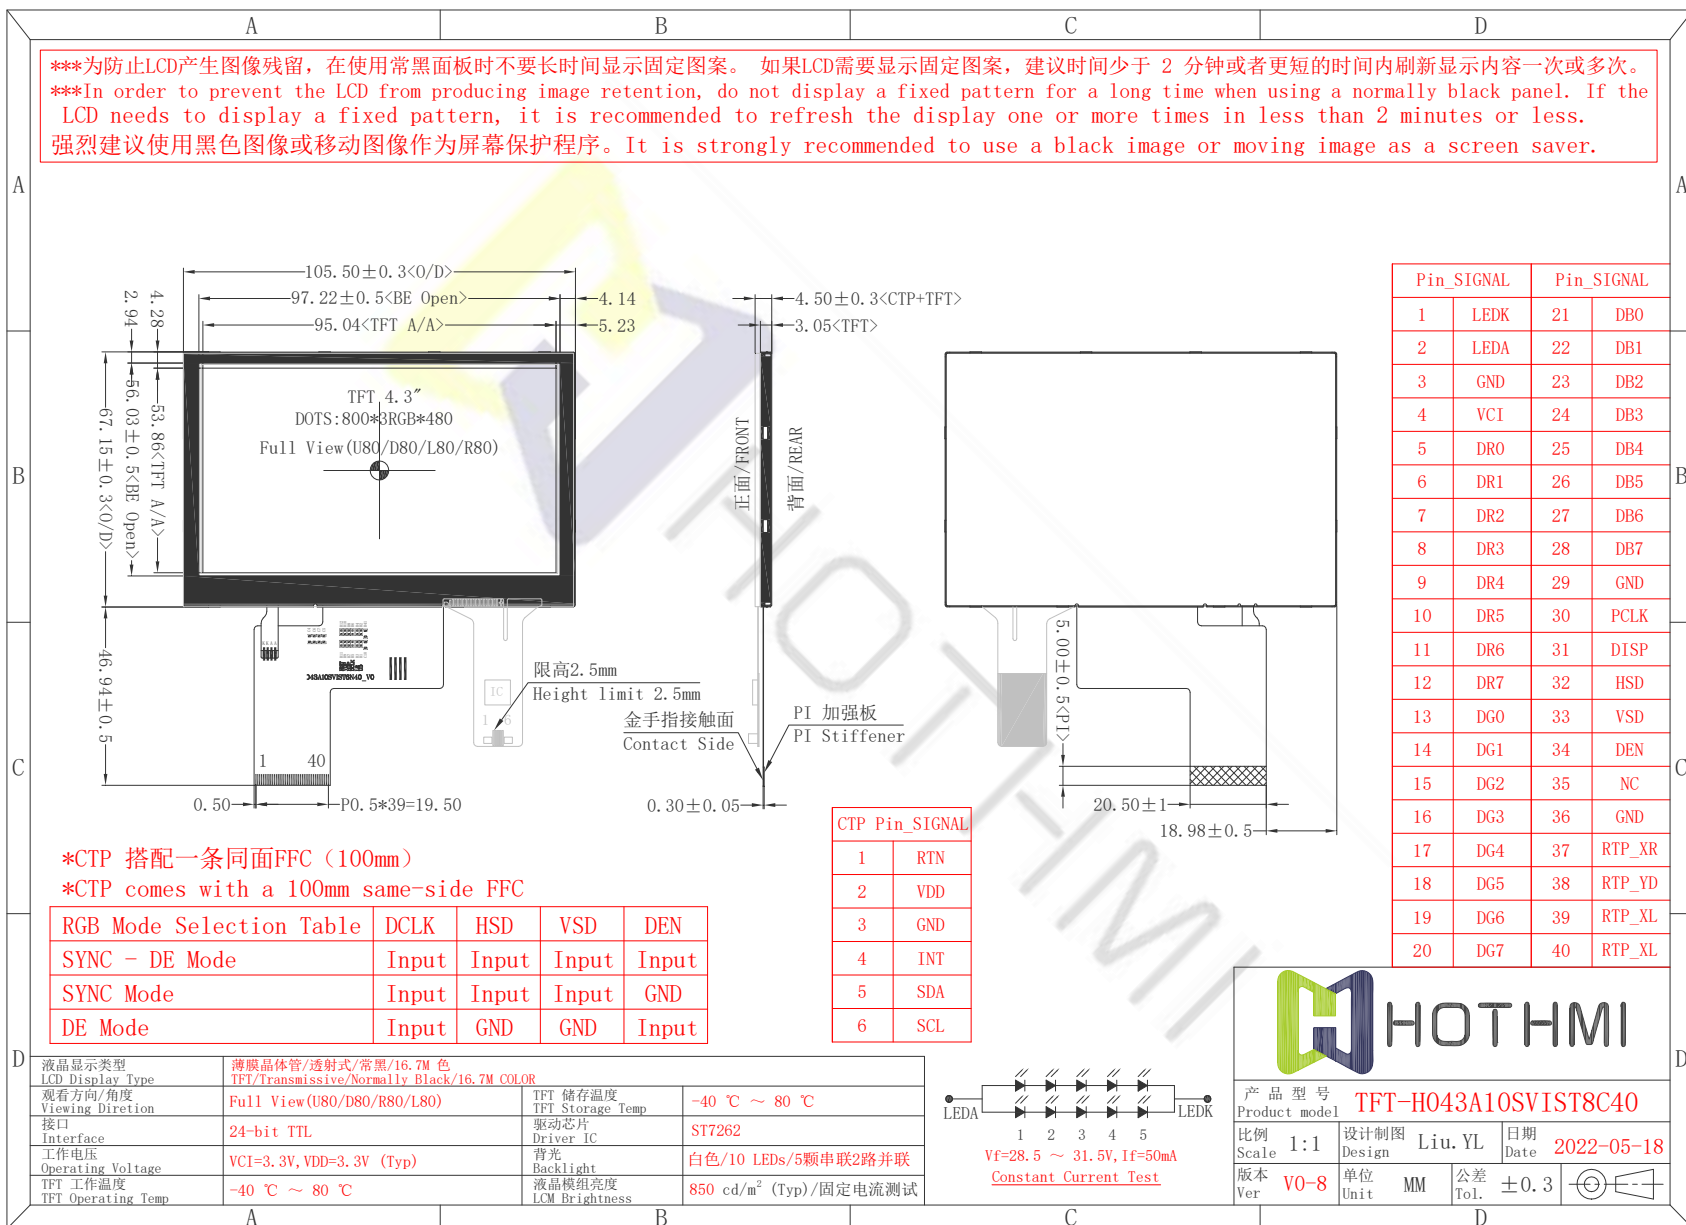 A B C D
***为防止LCD产生图像残留，在使用常黑面板时不要长时间显示固定图案。 如果LCD需要显示固定图案，建议时间少于 2 分钟或者更短的时间内刷新显示内容一次或多次。
***In order to prevent the LCD from producing image retention, do not display a fixed pattern for a long time when using a normally black panel. If the
LCD needs to display a fixed pattern, it is recommended to refresh the display one or more times in less than 2 minutes or less.
强烈建议使用黑色图像或移动图像作为屏幕保护程序。It is strongly recommended to use a black image or moving image as a screen saver.
A A
B B
C C
D D
105.50±0.3<O/D>
97.22±0.5<BE Open>
4.14
95.04<TFT A/A>
5.23
2.94
4.28
67.15±0.3<O/D>
56.03±0.5<BE Open>
53.86<TFT A/A>
46.94±0.5
TFT 4.3″
DOTS:800*3RGB*480
Full View(U80/D80/L80/R80)
1 40
0.50
P0.5*39=19.50
IC
1 6
限高2.5mm
Height limit 2.5mm
4.50±0.3<CTP+TFT>
3.05<TFT>
正面/FRONT
背面/REAR
金手指接触面
Contact Side
PI 加强板
PI Stiffener
0.30±0.05
5.00±0.5<PI>
20.50±1
18.98±0.5
HOTHMI
Pin_SIGNAL Pin_SIGNAL
1 LEDK 21 DB0
2 LEDA 22 DB1
3 GND 23 DB2
4 VCI 24 DB3
5 DR0 25 DB4
6 DR1 26 DB5
7 DR2 27 DB6
8 DR3 28 DB7
9 DR4 29 GND
10 DR5 30 PCLK
11 DR6 31 DISP
12 DR7 32 HSD
13 DG0 33 VSD
14 DG1 34 DEN
15 DG2 35 NC
16 DG3 36 GND
17 DG4 37 RTP_XR
18 DG5 38 RTP_YD
19 DG6 39 RTP_XL
20 DG7 40 RTP_XL
*CTP 搭配一条同面FFC（100mm）
*CTP comes with a 100mm same-side FFC
RGB Mode Selection Table DCLK HSD VSD DEN
SYNC - DE Mode Input Input Input Input
SYNC Mode Input Input Input GND
DE Mode Input GND GND Input
CTP Pin_SIGNAL
1 RTN
2 VDD
3 GND
4 INT
5 SDA
6 SCL
液晶显示类型
LCD Display Type
薄膜晶体管/透射式/常黑/16.7M 色
TFT/Transmissive/Normally Black/16.7M COLOR
观看方向/角度
Viewing Diretion
Full View(U80/D80/R80/L80)
TFT 储存温度
TFT Storage Temp
-40 ℃ ～ 80 ℃
接口
Interface
24-bit TTL
驱动芯片
Driver IC
ST7262
工作电压
Operating Voltage
VCI=3.3V,VDD=3.3V (Typ)
背光
Backlight
白色/10 LEDs/5颗串联2路并联
TFT 工作温度
TFT Operating Temp
-40 ℃ ～ 80 ℃
液晶模组亮度
LCM Brightness
850 cd/m² (Typ)/固定电流测试
LEDA LEDK
1 2 3 4 5
Vf=28.5 ～ 31.5V,If=50mA
Constant Current Test
HOTHMI
产 品 型 号
Product model
TFT-H043A10SVIST8C40
比例
Scale
1:1
设计制图
Design
Liu.YL
日期
Date
2022-05-18
版本
Ver
V0-8
单位
Unit
MM
公差
Tol.
±0.3
A B C D